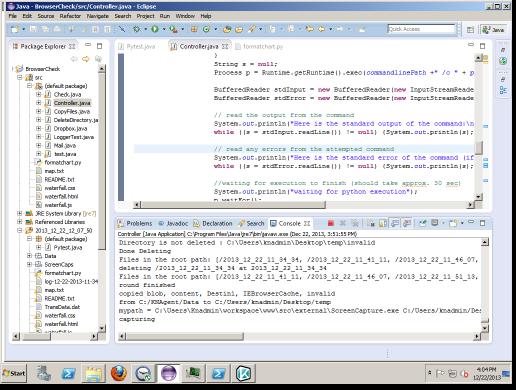 Java - BrowserCheck/src/Controller.java - Eclipse
File Edit Source Refactor Navigate Search Project Run Window Help
Quick Access
Java
Package Explorer
BrowserCheck
src
(default package)
Check.java
Controller.java
CopyFiles.java
DeleteDirectory.ja
Dropbox.java
LoggerTest.java
Mail.java
test.java
formatchart.py
map.txt
README.txt
waterfall.css
waterfall.html
waterfall.js
JRE System Library [jre7]
Referenced Libraries
2013_12_22_12_07_50
(default package)
Pytest.java
Data
ScreenCaps
formatchart.py
log-12-22-2013-11-34
map.txt
README.txt
TransData.dat
waterfall.css
waterfall.html
waterfall.js
Pytest.java
Controller.java
formatchart.py
}
String s = null;
Process p = Runtime.getRuntime().exec(commandlinePath +" /c " + p
BufferedReader stdInput = new BufferedReader(new InputStreamReade
BufferedReader stdError = new BufferedReader(new InputStreamReade
// read the output from the command
System.out.println("Here is the standard output of the command:\n
while ((s = stdInput.readLine()) != null) {System.out.println(s);
// read any errors from the attempted command
System.out.println("Here is the standard error of the command (if
while ((s = stdError.readLine()) != null) {System.out.println(s);
//waiting for execution to finish (should take approx. 50 sec)
System.out.println("waiting for python execution");
p.waitFor();
Problems @ Javadoc Declaration Search Console
Controller [Java Application] C:\Program Files\Java\jre7\bin\javaw.exe (Dec 22, 2013, 3:51:55 PM)
Directory is not deleted : C:\Users\knadmin\Desktop\temp\invalid
Done Deleting
Files in the root path: [/2013_12_22_11_34_34, /2013_12_22_11_41_11, /2013_12_22_11_46_07,
deleting /2013_12_22_11_34_34 at 2013_12_22_11_34_34
Files in the root path: [/2013_12_22_11_41_11, /2013_12_22_11_46_07, /2013_12_22_11_51_13,
round finished
copied blob, content, Destini, IEBrowserCache, invalid
from C:/KNAgent/Data to C:/Users/knadmin/Desktop/temp
mypath = C:\Users\Knadmin\workspace\www\src\external\ScreenCapture.exe C:/Users/knadmin/Des
capturing
Start
4:04 PM
12/22/2013